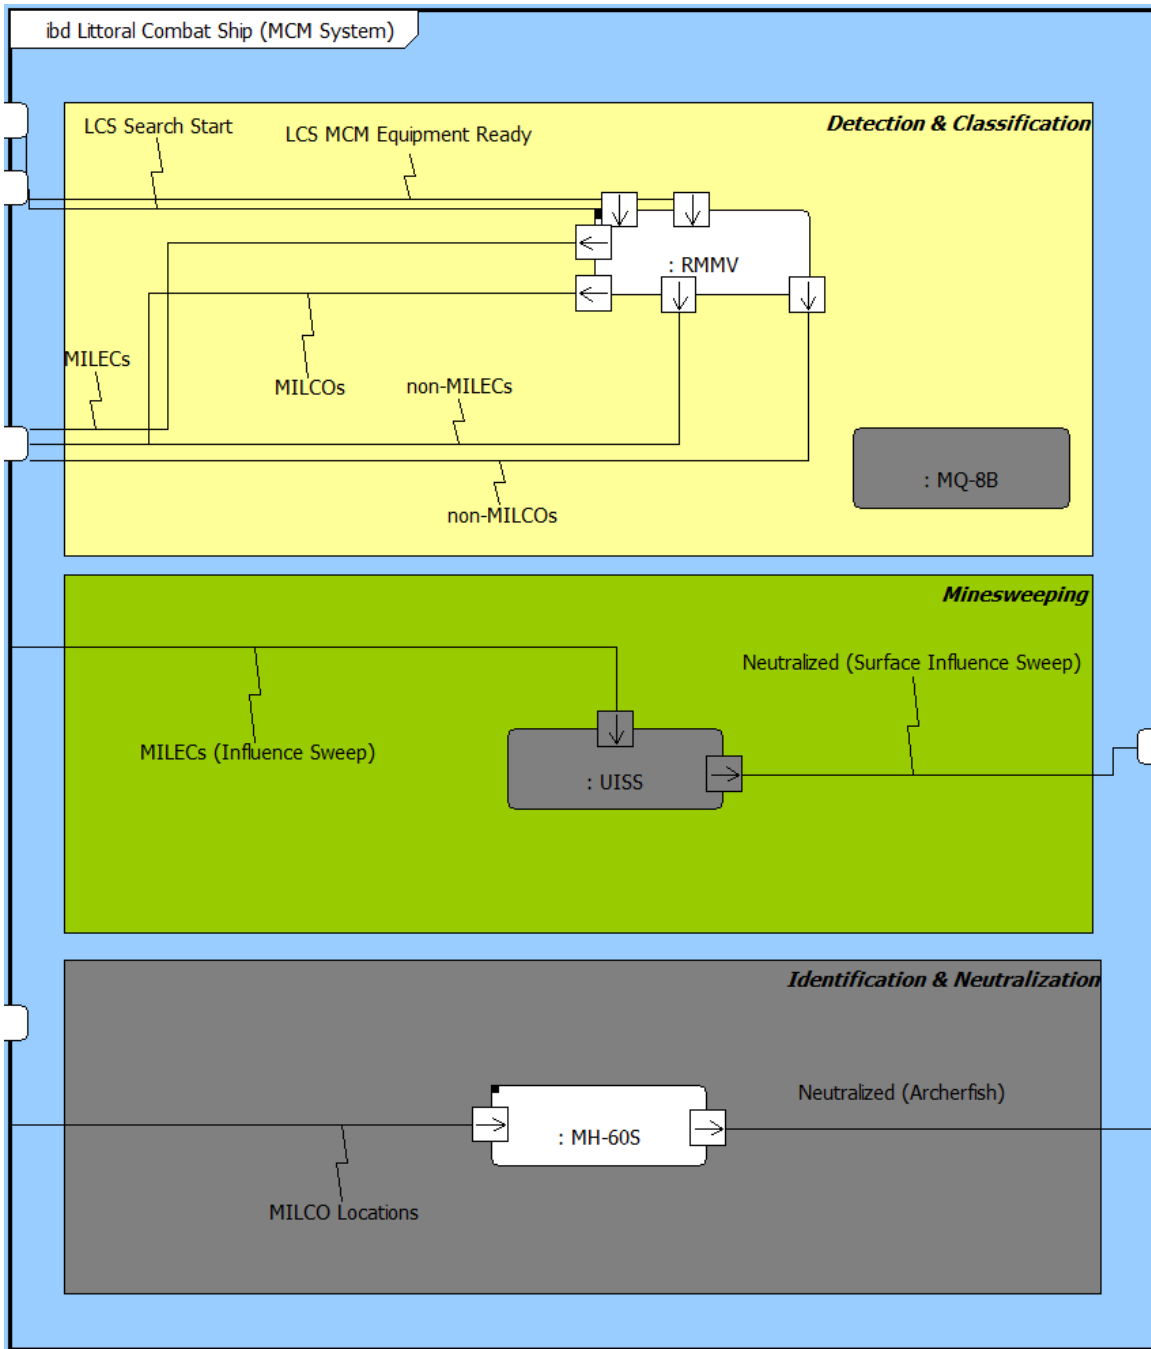 ibd Littoral Combat Ship (MCM System)
Detection & Classification
LCS Search Start
LCS MCM Equipment Ready
: RMMV
MILECs
MILCOs
non-MILECs
: MQ-8B
non-MILCOs
Minesweeping
Neutralized (Surface Influence Sweep)
MILECs (Influence Sweep)
: UISS
Identification & Neutralization
Neutralized (Archerfish)
: MH-60S
MILCO Locations